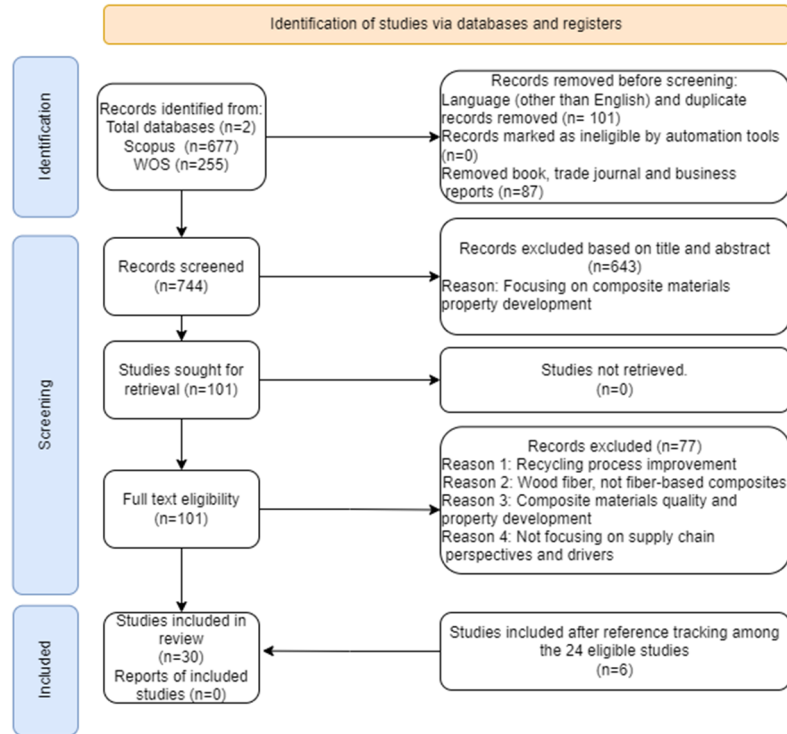 Identification of studies via databases and registers
Identification
Records identified from:
Total databases (n=2)
Scopus (n=677)
WOS (n=255)
Records removed before screening:
Language (other than English) and duplicate
records removed (n= 101)
Records marked as ineligible by automation tools
(n=0)
Removed book, trade journal and business
reports (n=87)
Screening
Records screened
(n=744)
Records excluded based on title and abstract
(n=643)
Reason: Focusing on composite materials
property development
Studies sought for
retrieval (n=101)
Studies not retrieved.
(n=0)
Full text eligibility
(n=101)
Records excluded (n=77)
Reason 1: Recycling process improvement
Reason 2: Wood fiber, not fiber-based composites
Reason 3: Composite materials quality and
property development
Reason 4: Not focusing on supply chain
perspectives and drivers
Included
Studies included in
review
(n=30)
Reports of included
studies (n=0)
Studies included after reference tracking among
the 24 eligible studies
(n=6)